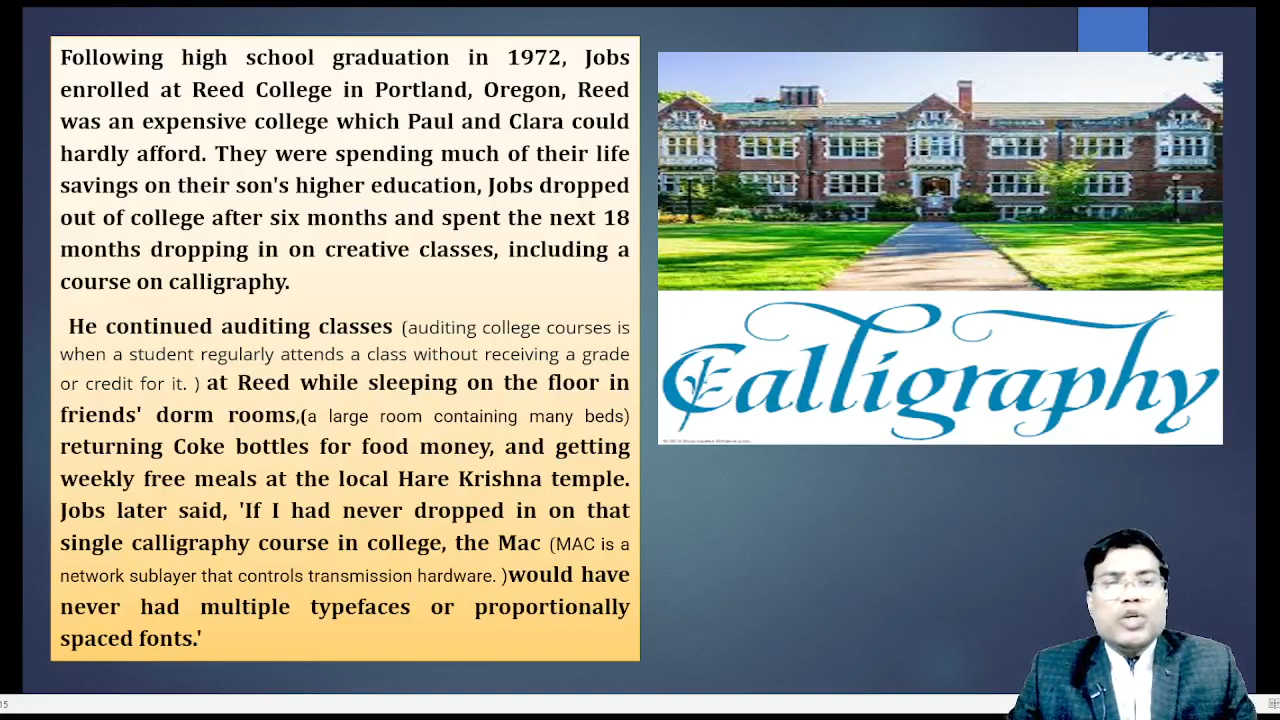 Following high school graduation in 1972, Jobs
enrolled at Reed College in Portland, Oregon, Reed
was an expensive college which Paul and Clara could
hardly afford. They were spending much of their life
savings on their son's higher education, Jobs dropped
out of college after six months and spent the next 18
months dropping in on creative classes, including a
course on calligraphy.
He continued auditing classes (auditing college courses is
when a student regularly attends a class without receiving a grade
or credit for it. ) at Reed while sleeping on the floor in
friends' dorm rooms,(a large room containing many beds)
returning Coke bottles for food money, and getting
weekly free meals at the local Hare Krishna temple.
Jobs later said, 'If I had never dropped in on that
single calligraphy course in college, the Mac (MAC is a
network sublayer that controls transmission hardware. )would have
never had multiple typefaces or proportionally
spaced fonts.'
Calligraphy
15